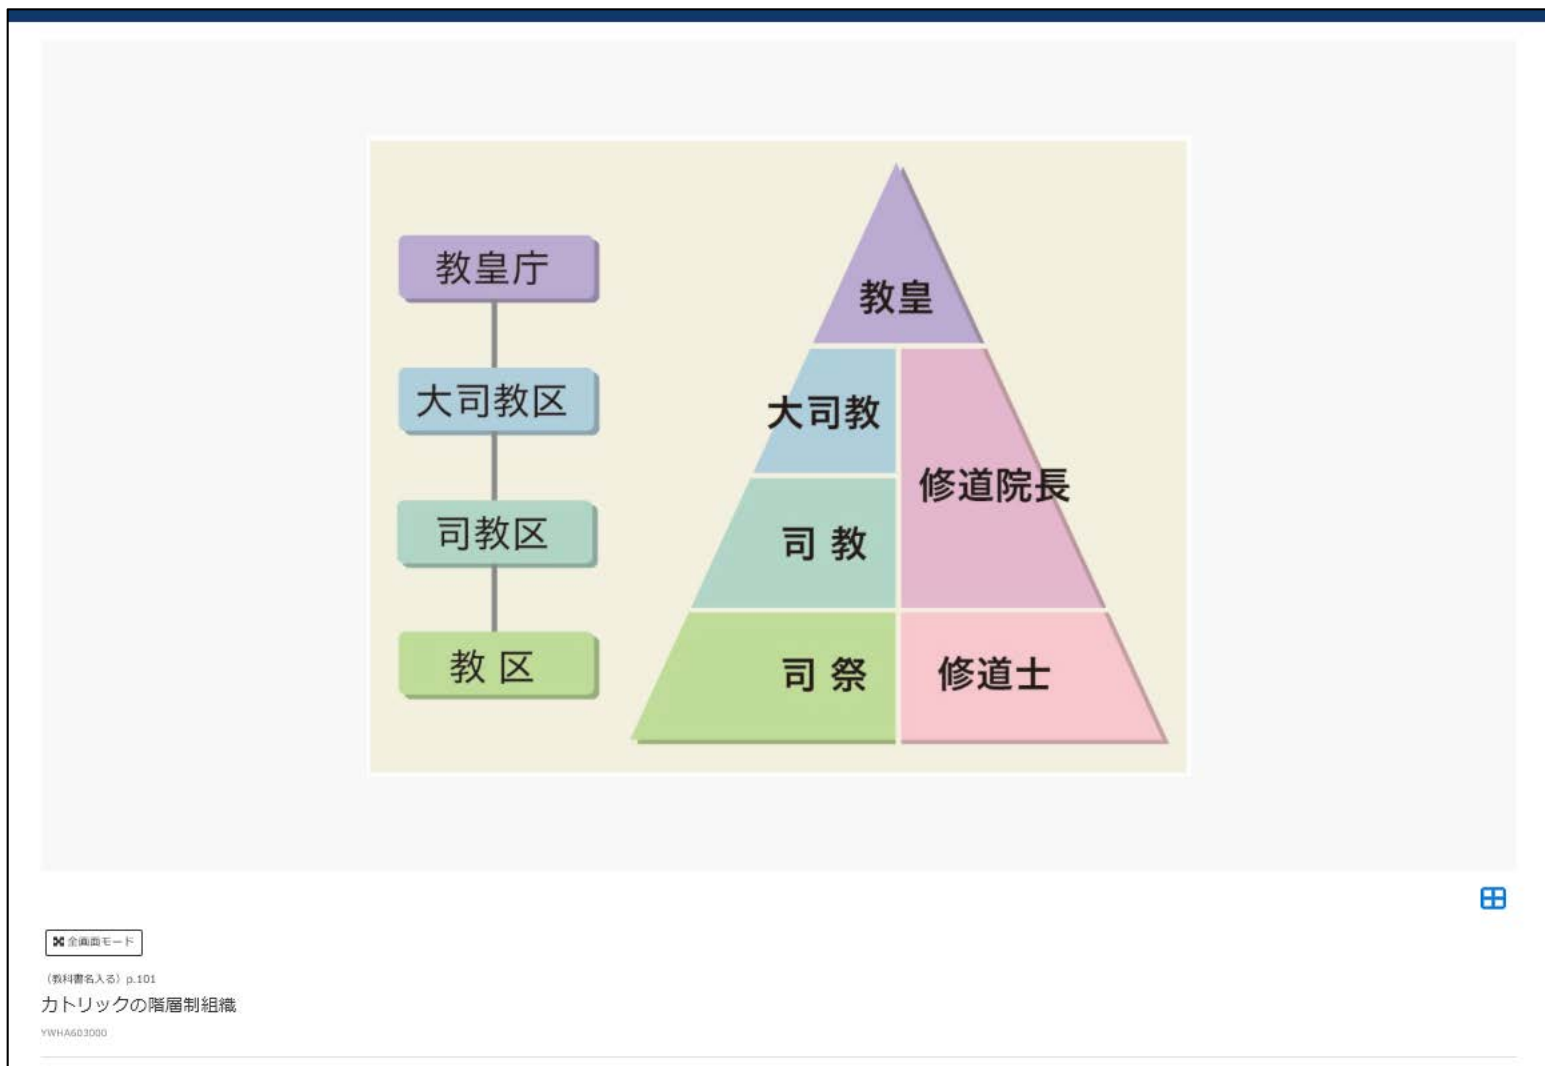 教皇庁
大司教区
司教区
教 区
教皇
大司教
修道院長
司 教
司 祭
修道士
全画面モード
（教科書名入る）p.101
カトリックの階層制組織
YWHA603000